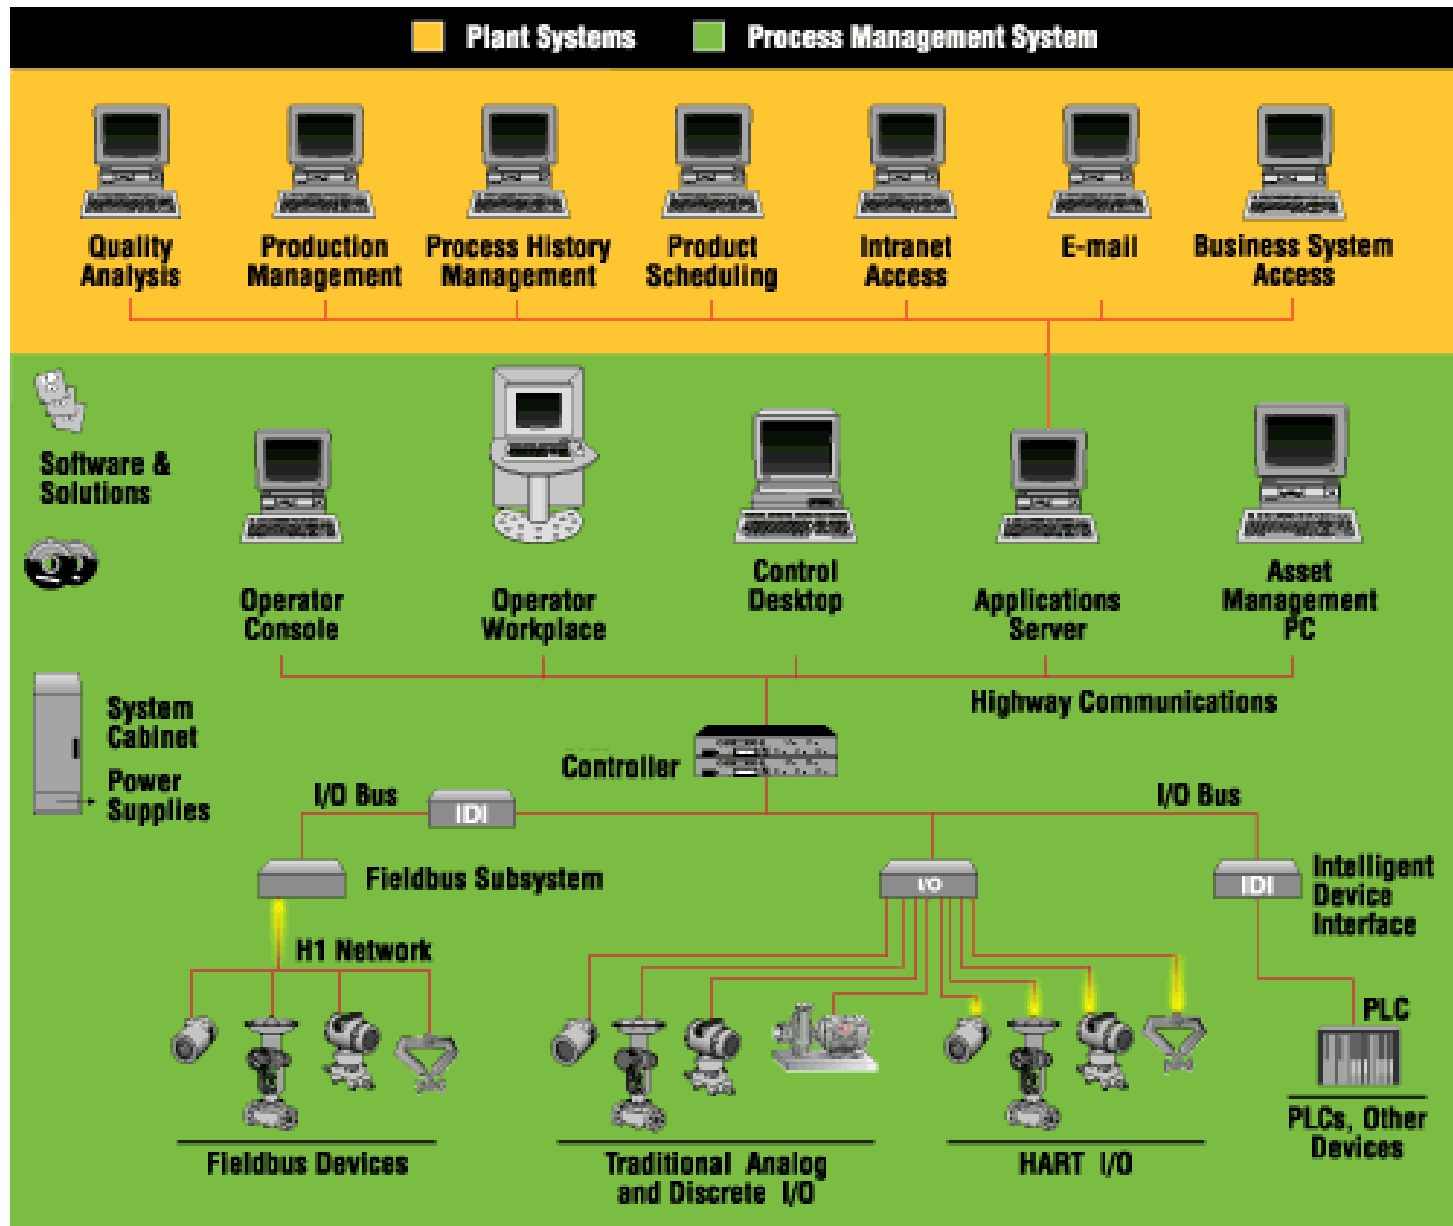 Plant Systems
Process Management System
Quality
Analysis
Production
Management
Process History
Management
Product
Scheduling
Intranet
Access
E-mail
Business System
Access
Software &
Solutions
Operator
Console
Operator
Workplace
Control
Desktop
Applications
Server
Asset
Management
PC
Highway Communications
System
Cabinet
Power
Supplies
Controller
I/O Bus
IDI
I/O Bus
Fieldbus Subsystem
I/O
IDI
Intelligent
Device
Interface
H1 Network
PLC
Fieldbus Devices
Traditional Analog
and Discrete I/O
HART I/O
PLCs, Other
Devices